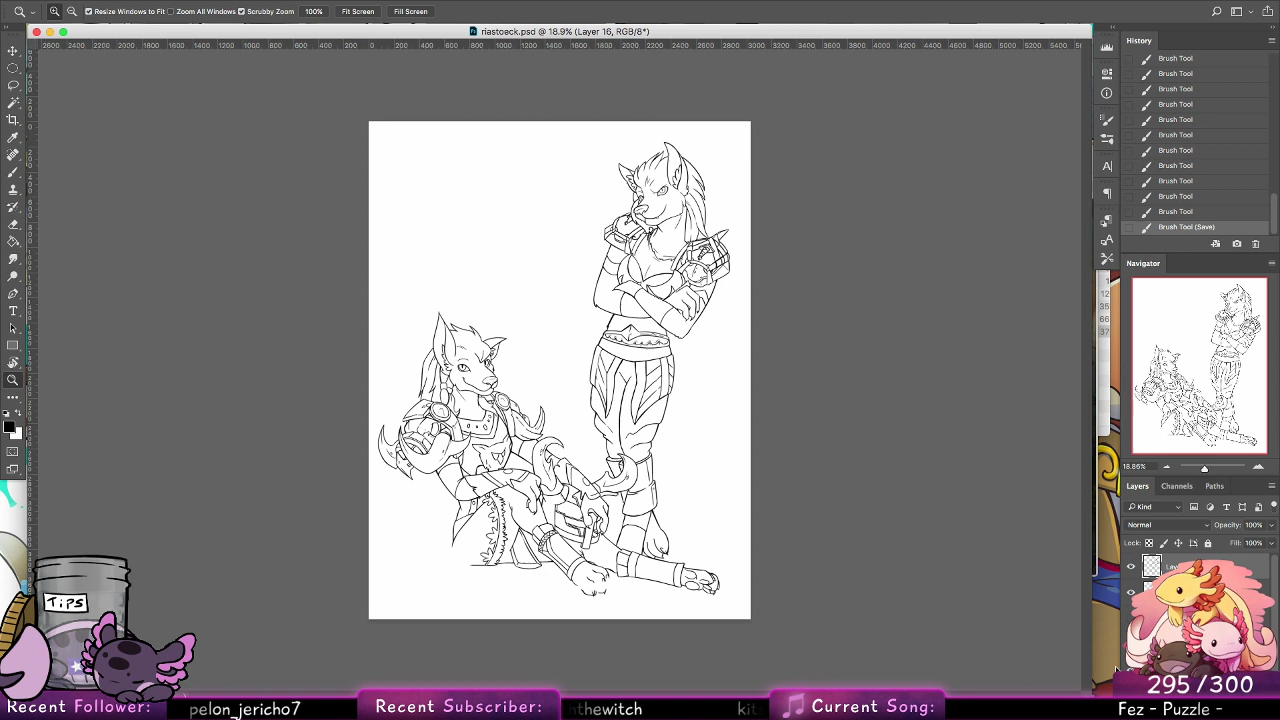 Resize Windows to Fit Zoom All Windows Scrubby Zoom 100% Fit Screen Fill Screen
riastoeck.psd @ 18.9% (Layer 16, RGB/8*)
History
Brush Tool
Brush Tool
Brush Tool
Brush Tool
Brush Tool
Brush Tool
Brush Tool
Brush Tool
Brush Tool
Brush Tool
Brush Tool
Brush Tool (Save)
Navigator
18.86%
Layers Channels Paths
Kind
Normal Opacity: 100%
Lock: Fill: 100%
TIPS
295/300
Recent Follower: pelon_jericho7 Recent Subscriber: nthewitch kit Current Song: Fez - Puzzle -